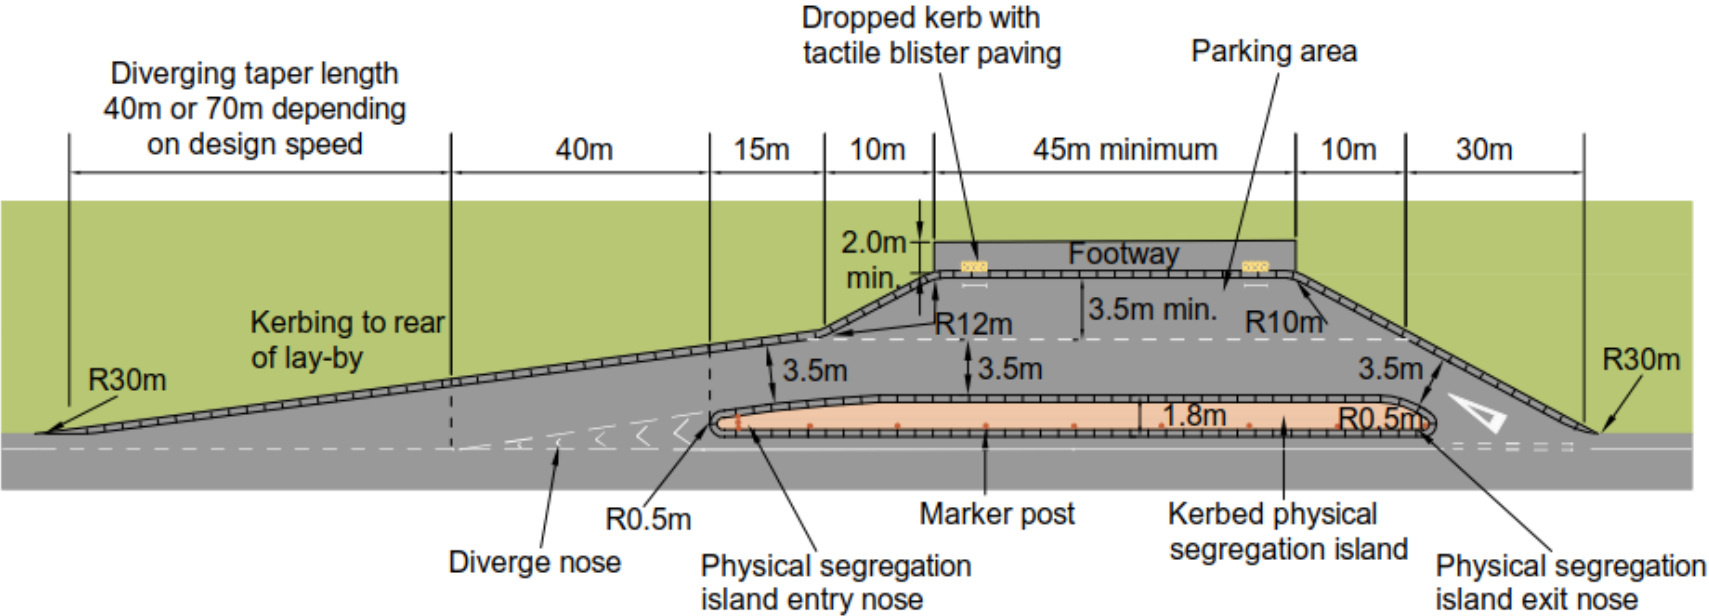 Dropped kerb with
tactile blister paving
Parking area
Diverging taper length
40m or 70m depending
on design speed
40m
15m
10m
45m minimum
10m
30m
2.0m
min.
Footway
Kerbing to rear
of lay-by
R12m
3.5m min.
R10m
R30m
3.5m
3.5m
3.5m
R30m
1.8m
R0.5m
R0.5m
Marker post
Kerbed physical
segregation island
Diverge nose
Physical segregation
island entry nose
Physical segregation
island exit nose